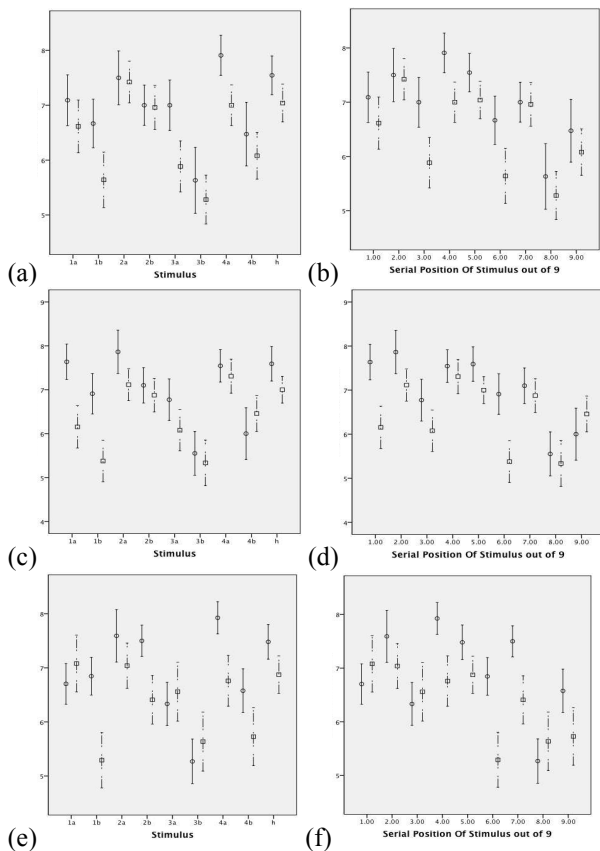 8
7
6
5
1a 1b 2a 2b 3a 3b 4a 4b h
Stimulus
(a)
8
7
6
5
1.00 2.00 3.00 4.00 5.00 6.00 7.00 8.00 9.00
Serial Position Of Stimulus out of 9
(b)
9
8
7
6
5
4
1a 1b 2a 2b 3a 3b 4a 4b h
Stimulus
(c)
9
8
7
6
5
4
1.00 2.00 3.00 4.00 5.00 6.00 7.00 8.00 9.00
Serial Position Of Stimulus out of 9
(d)
8
7
6
5
1a 1b 2a 2b 3a 3b 4a 4b h
Stimulus
(e)
8
7
6
5
1.00 2.00 3.00 4.00 5.00 6.00 7.00 8.00 9.00
Serial Position Of Stimulus out of 9
(f)